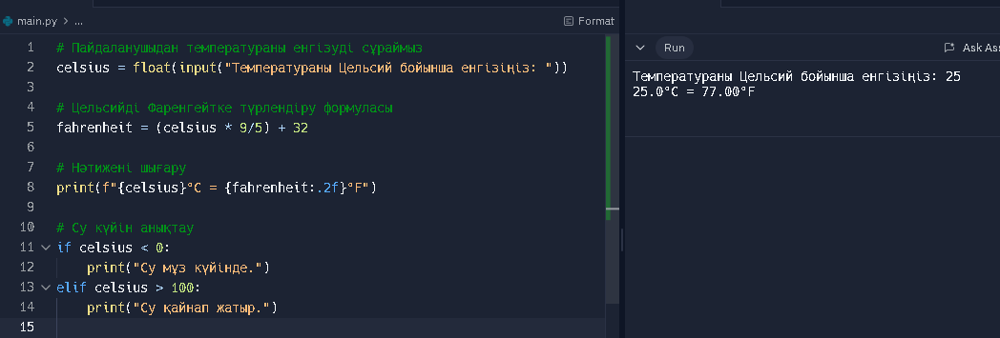 main.py > ...
Format
1 # Пайдаланушыдан температураны енгізуді сұраймыз
2 celsius = float(input("Температураны Цельсий бойынша енгізіңіз: "))
3
4 # Цельсийді Фаренгейтке түрлендіру формуласы
5 fahrenheit = (celsius * 9/5) + 32
6
7 # Нәтижені шығару
8 print(f"{celsius}°C = {fahrenheit:.2f}°F")
9
10 # Су күйін анықтау
11 if celsius < 0:
12 print("Су мұз күйінде.")
13 elif celsius > 100:
14 print("Су қайнап жатыр.")
15
Run
Ask Ass
Температураны Цельсий бойынша енгізіңіз: 25
25.0°C = 77.00°F